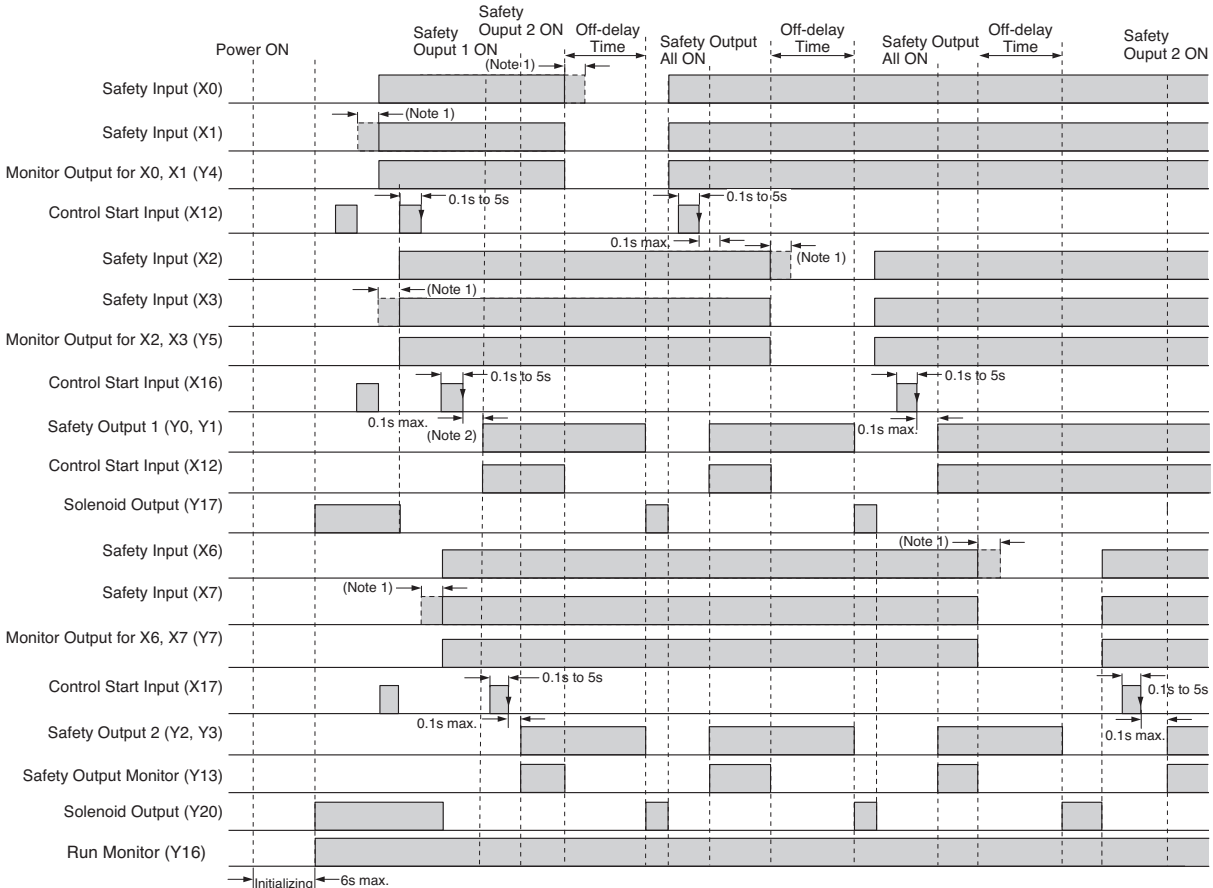 Power ON
Safety
Ouput 1 ON
Safety
Ouput 2 ON
Off-delay
Time
Safety Output
All ON
Off-delay
Time
Safety Output
All ON
Off-delay
Time
Safety
Ouput 2 ON
(Note 1)
Safety Input (X0)
(Note 1)
Safety Input (X1)
Monitor Output for X0, X1 (Y4)
0.1s to 5s
0.1s to 5s
Control Start Input (X12)
0.1s max.
Safety Input (X2)
(Note 1)
(Note 1)
Safety Input (X3)
Monitor Output for X2, X3 (Y5)
0.1s to 5s
0.1s to 5s
Control Start Input (X16)
0.1s max.
(Note 2)
0.1s max.
Safety Output 1 (Y0, Y1)
Control Start Input (X12)
Solenoid Output (Y17)
(Note 1)
Safety Input (X6)
(Note 1)
Safety Input (X7)
Monitor Output for X6, X7 (Y7)
0.1s to 5s
0.1s to 5s
Control Start Input (X17)
0.1s max.
0.1s max.
Safety Output 2 (Y2, Y3)
Safety Output Monitor (Y13)
Solenoid Output (Y20)
Run Monitor (Y16)
Initializing
6s max.